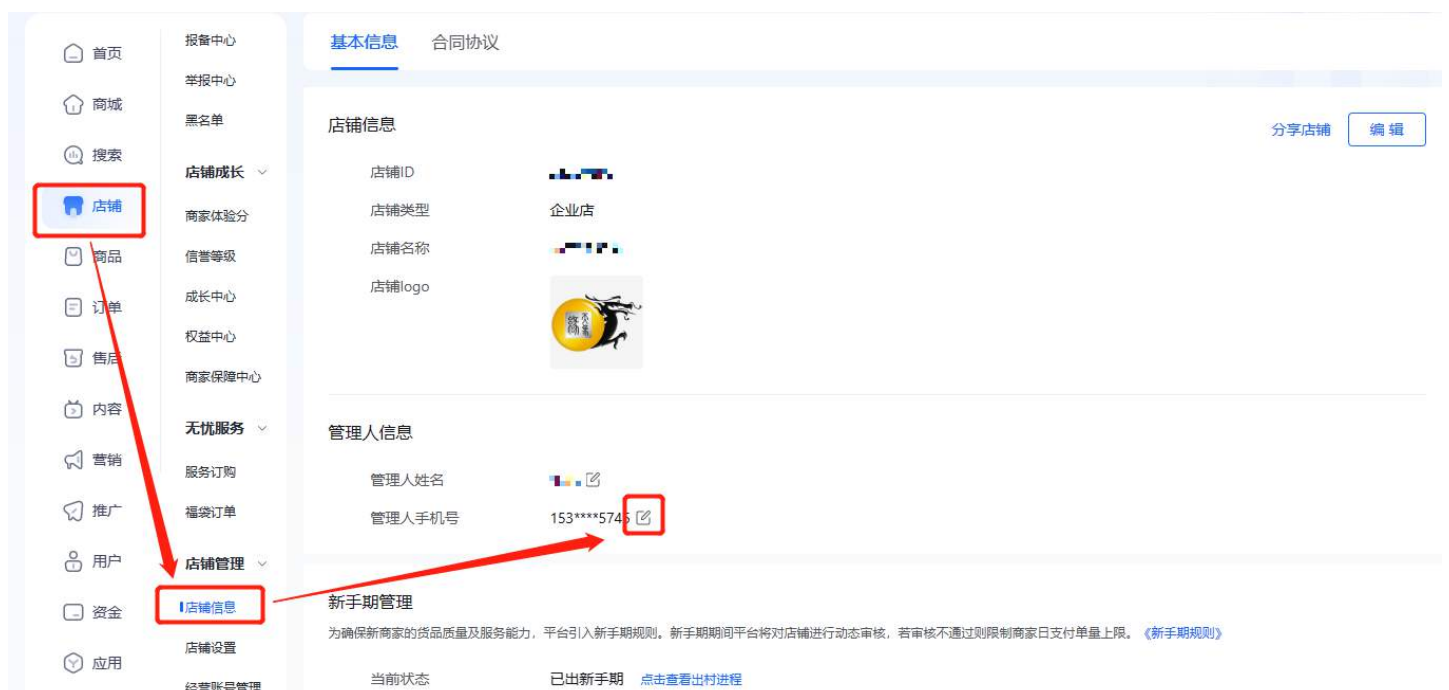 首页
商城
搜索
店铺
商品
订单
售后
内容
营销
推广
用户
资金
应用
报备中心
举报中心
黑名单
店铺成长
商家体验分
信誉等级
成长中心
权益中心
商家保障中心
无忧服务
服务订购
福袋订单
店铺管理
店铺信息
店铺设置
经营账号管理
基本信息 合同协议
店铺信息 分享店铺 编辑
店铺ID
店铺类型 企业店
店铺名称
店铺logo
管理人信息
管理人姓名
管理人手机号 153****5745
新手期管理
为确保新商家的货品质量及服务能力，平台引入新手期规则。新手期期间平台将对店铺进行动态审核，若审核不通过则限制商家日支付单量上限。《新手期规则》
当前状态 已出新手期 点击查看出村进程